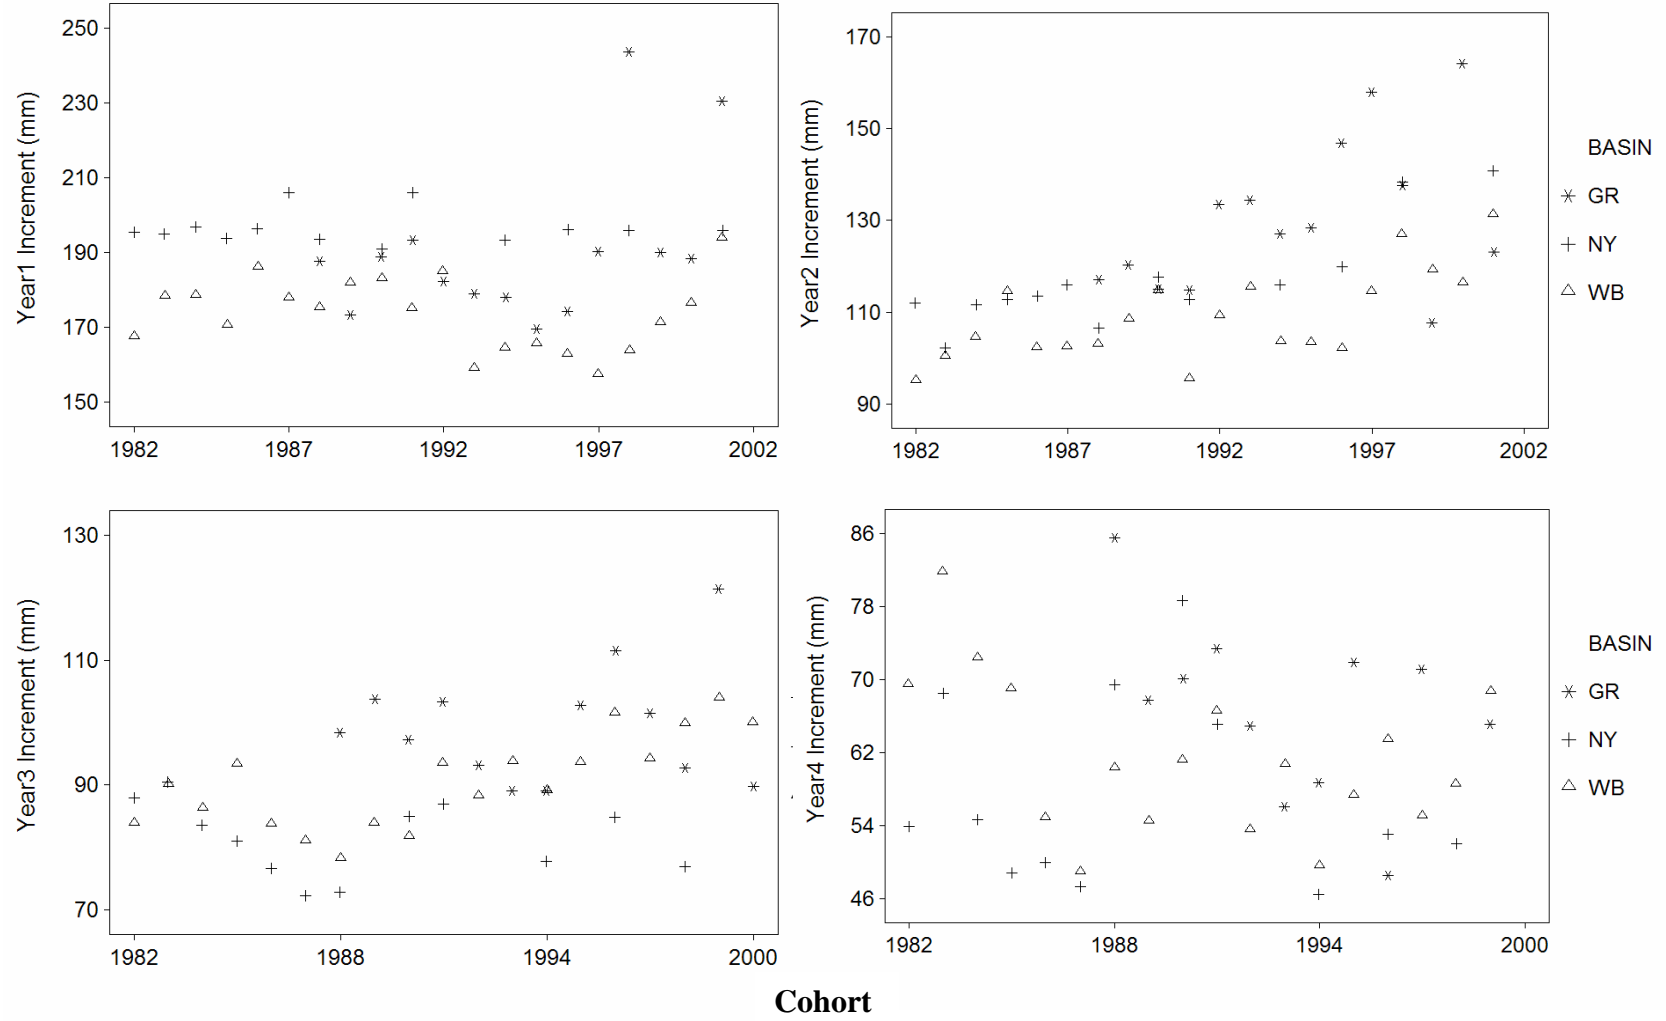 Year1 Increment (mm)
250
230
210
190
170
150
1982 1987 1992 1997 2002
Year2 Increment (mm)
170
150
130
110
90
1982 1987 1992 1997 2002
BASIN
GR
NY
WB
Year3 Increment (mm)
130
110
90
70
1982 1988 1994 2000
Year4 Increment (mm)
86
78
70
62
54
46
1982 1988 1994 2000
BASIN
GR
NY
WB
Cohort